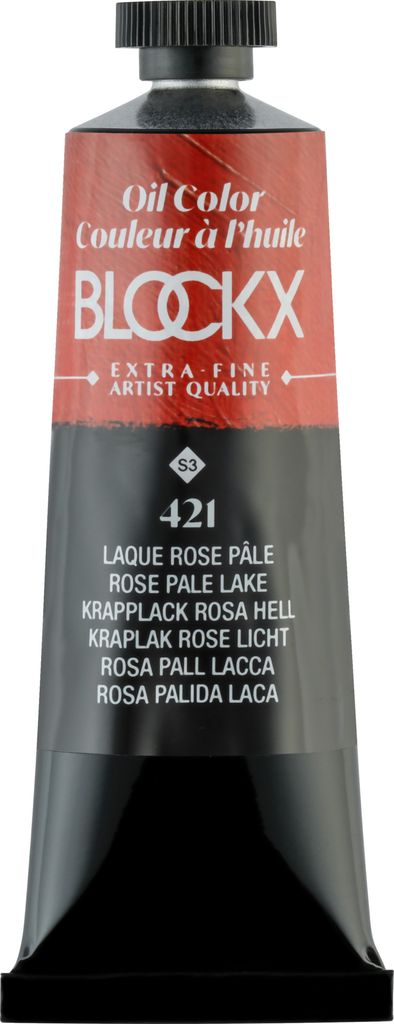 Oil Color
Couleur à l'huile
BLOCKX
EXTRA-FINE
ARTIST QUALITY
S3
421
LAQUE ROSE PÂLE
ROSE PALE LAKE
KRAPPLACK ROSA HELL
KRAPLAK ROSE LICHT
ROSA PALL LACCA
ROSA PALIDA LACA